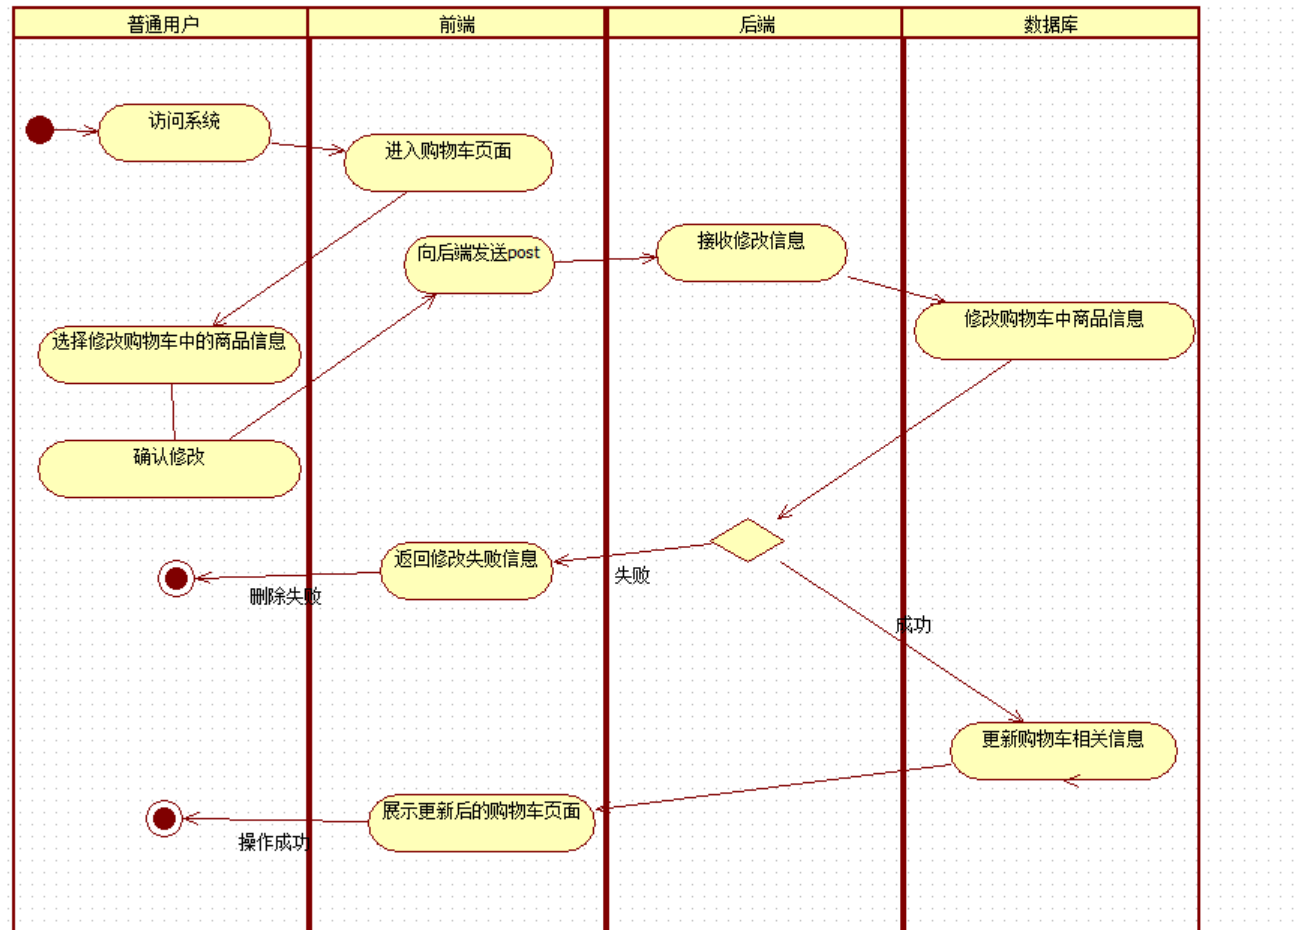 普通用户
前端
后端
数据库
访问系统
进入购物车页面
向后端发送post
接收修改信息
修改购物车中商品信息
选择修改购物车中的商品信息
确认修改
返回修改失败信息
失败
删除失败
成功
更新购物车相关信息
展示更新后的购物车页面
操作成功